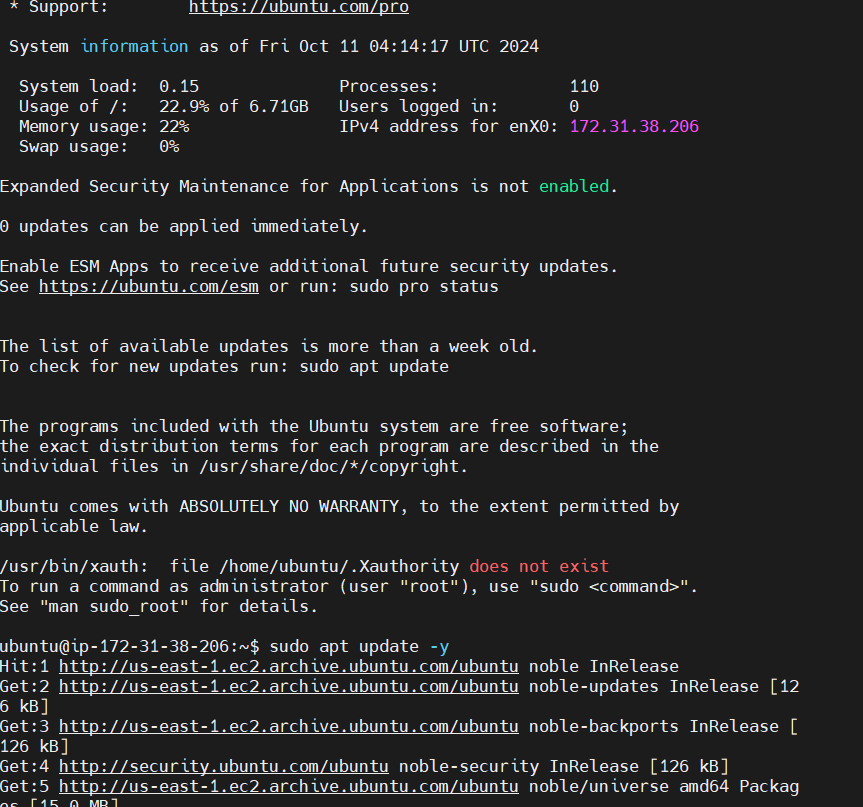 * Support:        https://ubuntu.com/pro

 System information as of Fri Oct 11 04:14:17 UTC 2024

  System load:  0.15              Processes:             110
  Usage of /:   22.9% of 6.71GB   Users logged in:       0
  Memory usage: 22%               IPv4 address for enX0: 172.31.38.206
  Swap usage:   0%

Expanded Security Maintenance for Applications is not enabled.

0 updates can be applied immediately.

Enable ESM Apps to receive additional future security updates.
See https://ubuntu.com/esm or run: sudo pro status


The list of available updates is more than a week old.
To check for new updates run: sudo apt update


The programs included with the Ubuntu system are free software;
the exact distribution terms for each program are described in the
individual files in /usr/share/doc/*/copyright.

Ubuntu comes with ABSOLUTELY NO WARRANTY, to the extent permitted by
applicable law.

/usr/bin/xauth:  file /home/ubuntu/.Xauthority does not exist
To run a command as administrator (user "root"), use "sudo <command>".
See "man sudo_root" for details.

ubuntu@ip-172-31-38-206:~$ sudo apt update -y
Hit:1 http://us-east-1.ec2.archive.ubuntu.com/ubuntu noble InRelease
Get:2 http://us-east-1.ec2.archive.ubuntu.com/ubuntu noble-updates InRelease [12
6 kB]
Get:3 http://us-east-1.ec2.archive.ubuntu.com/ubuntu noble-backports InRelease [
126 kB]
Get:4 http://security.ubuntu.com/ubuntu noble-security InRelease [126 kB]
Get:5 http://us-east-1.ec2.archive.ubuntu.com/ubuntu noble/universe amd64 Packag
es [15.0 MB]